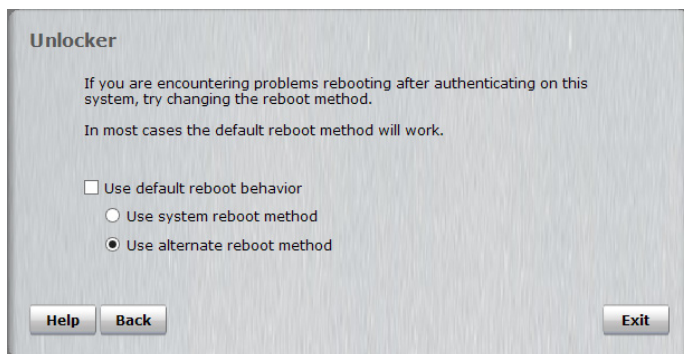 Unlocker
If you are encountering problems rebooting after authenticating on this
system, try changing the reboot method.
In most cases the default reboot method will work.
Use default reboot behavior
Use system reboot method
Use alternate reboot method
Help
Back
Exit